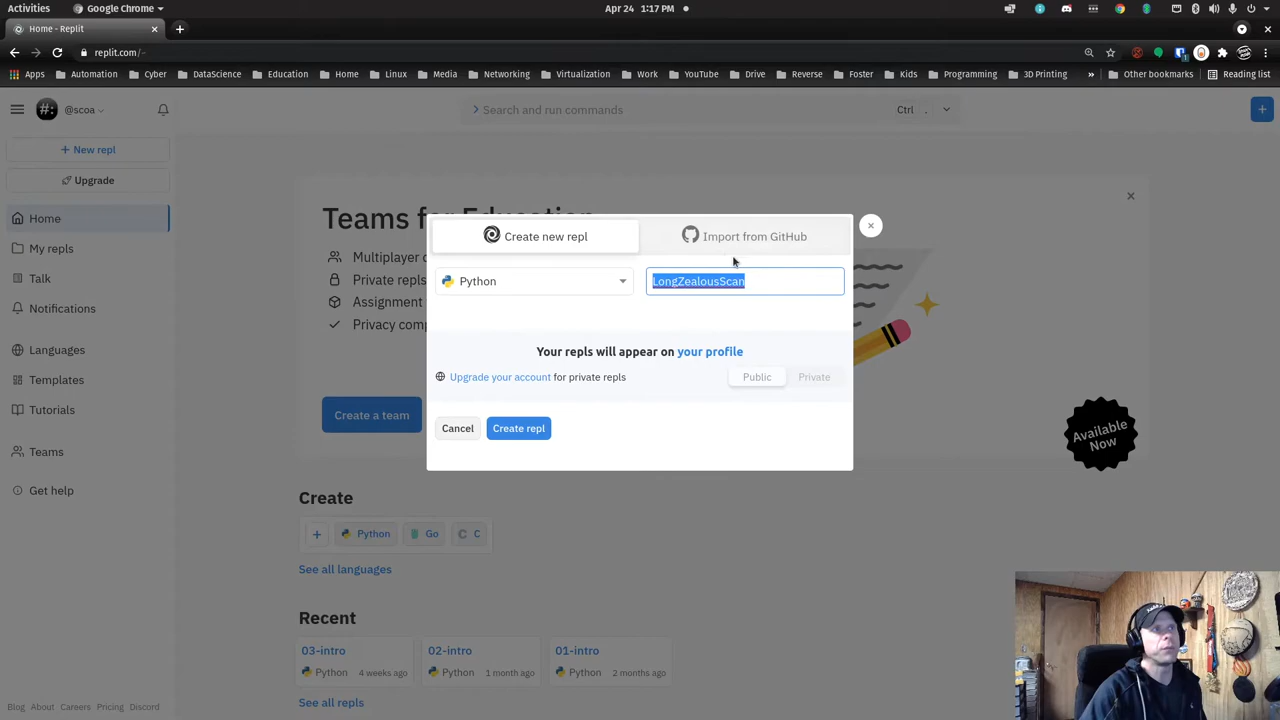 Activities
Google Chrome
Apr 24 1:17 PM
Home - Replit
replit.com/~
Apps
Automation
Cyber
DataScience
Education
Home
Linux
Media
Networking
Virtualization
Work
YouTube
Drive
Reverse
Foster
Kids
Programming
3D Printing
»
Other bookmarks
Reading list
#:
@scoa
Search and run commands
Ctrl .
+ New repl
Upgrade
Home
My repls
Talk
Notifications
Languages
Templates
Tutorials
Teams
Get help
Teams for Education
Multiplayer
Private repls
Assignment
Privacy comp
Create a team
Available
Now
Create new repl
Import from GitHub
Python
LongZealousScan
Your repls will appear on your profile
Upgrade your account for private repls
Public
Private
Cancel
Create repl
Create
+
Python
Go
C
See all languages
Recent
03-intro
Python
4 weeks ago
02-intro
Python
1 month ago
01-intro
Python
2 months ago
See all repls
Blog About Careers Pricing Discord